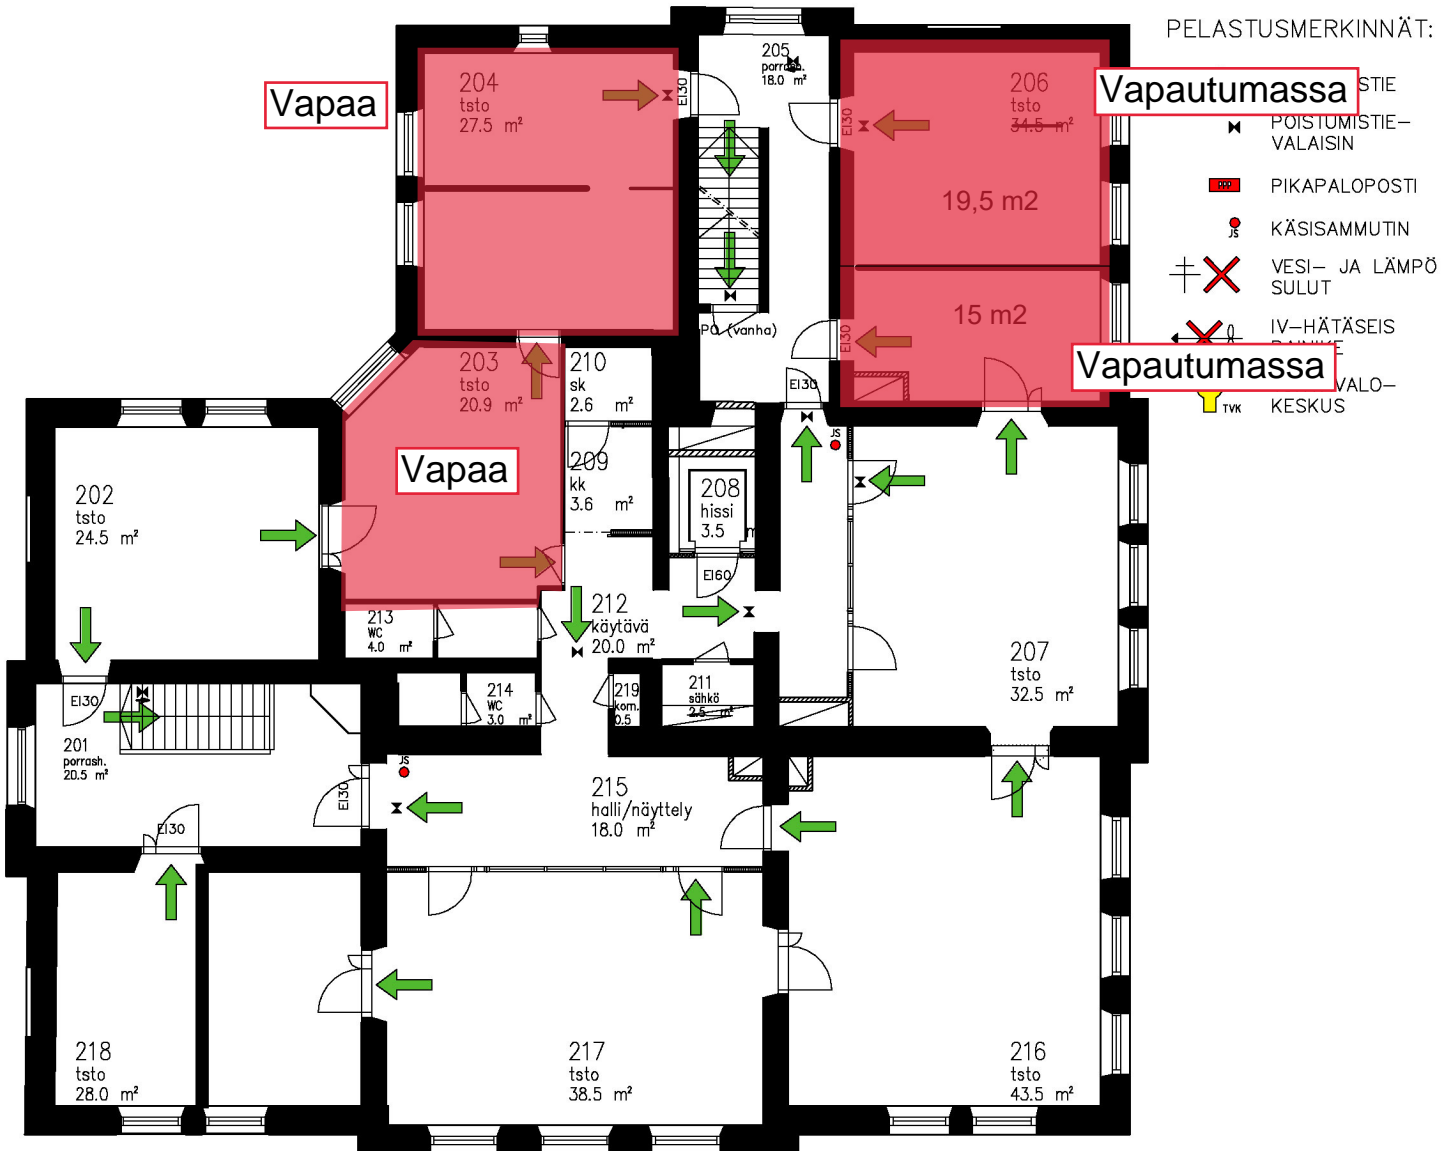 PELASTUSMERKINNÄT:
STIE
POISTUMISTIE-
VALAISIN
PIKAPALOPOSTI
JS
KÄSISAMMUTIN
VESI- JA LÄMPÖ
SULUT
IV-HÄTÄSEIS
VALO-
TVK
KESKUS
Vapaa
204
tsto
27.5 m²
EI30
205
porrash.
18.0 m²
EI30
206
tsto
34.5 m²
Vapautumassa
19,5 m2
15 m2
EI30
Vapautumassa
PO (vanha)
EI30
203
tsto
20.9 m²
Vapaa
210
sk
2.6 m²
209
kk
3.6 m²
208
hissi
3.5 m
EI60
JS
202
tsto
24.5 m²
213
WC
4.0 m²
212
käytävä
20.0 m²
207
tsto
32.5 m²
214
WC
3.0 m²
219
kom.
0.5
211
sähkö
2.5 m²
EI30
201
porrash.
20.5 m²
EI30
EI30
JS
215
halli/näyttely
18.0 m²
218
tsto
28.0 m²
217
tsto
38.5 m²
216
tsto
43.5 m²